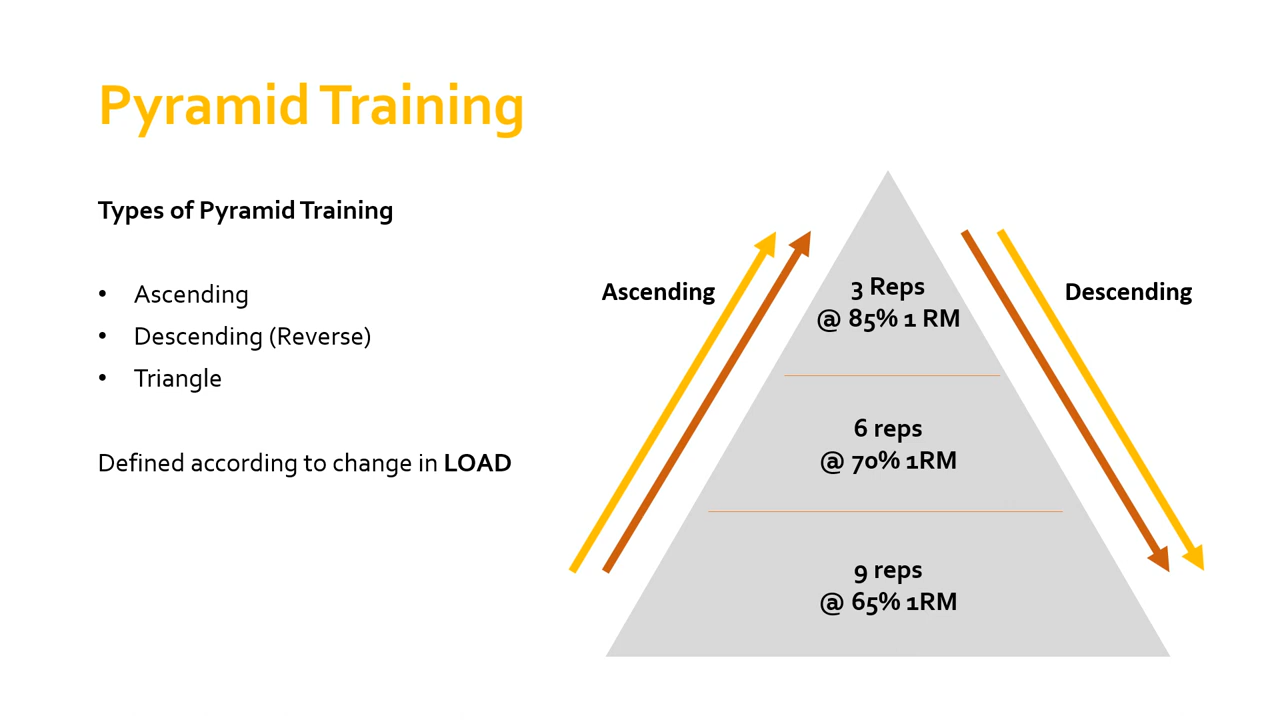 Pyramid Training
Types of Pyramid Training
• Ascending
• Descending (Reverse)
• Triangle
Defined according to change in LOAD
Ascending
3 Reps
@ 85% 1 RM
Descending
6 reps
@ 70% 1RM
9 reps
@ 65% 1RM